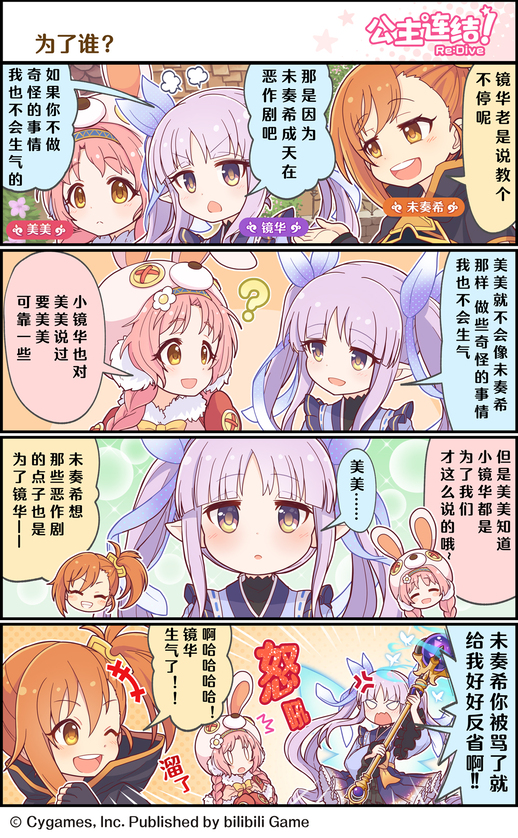 为了谁？
公主连结！
Re:Dive
镜华老是说教个
不停呢
那是因为
未奏希成天在
恶作剧吧
如果你不做
奇怪的事情
我也不会生气的
美美
镜华
未奏希
美美就不会像未奏希
那样 做些奇怪的事情
我也不会生气
小镜华也对
美美说过
要美美
可靠一些
但是美美知道
小镜华都是
为了我们
才这么说的哦~
美美……
未奏希想
那些恶作剧
的点子也是
为了镜华——
未奏希你被骂了就
给我好好反省啊!!
怒吼
啊哈哈哈哈！
镜华
生气了！！
溜了
© Cygames, Inc. Published by bilibili Game